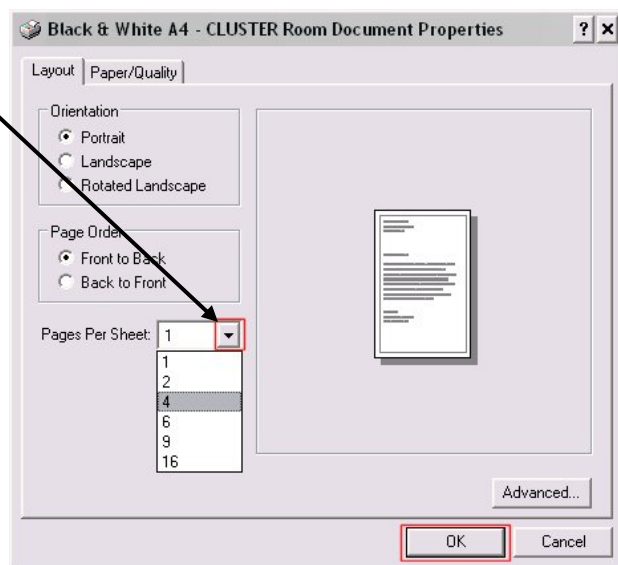 Black & White A4 - CLUSTER Room Document Properties
Layout
Paper/Quality
Orientation
Portrait
Landscape
Rotated Landscape
Page Order
Front to Back
Back to Front
Pages Per Sheet: 1
1
2
4
6
9
16
Advanced...
OK
Cancel